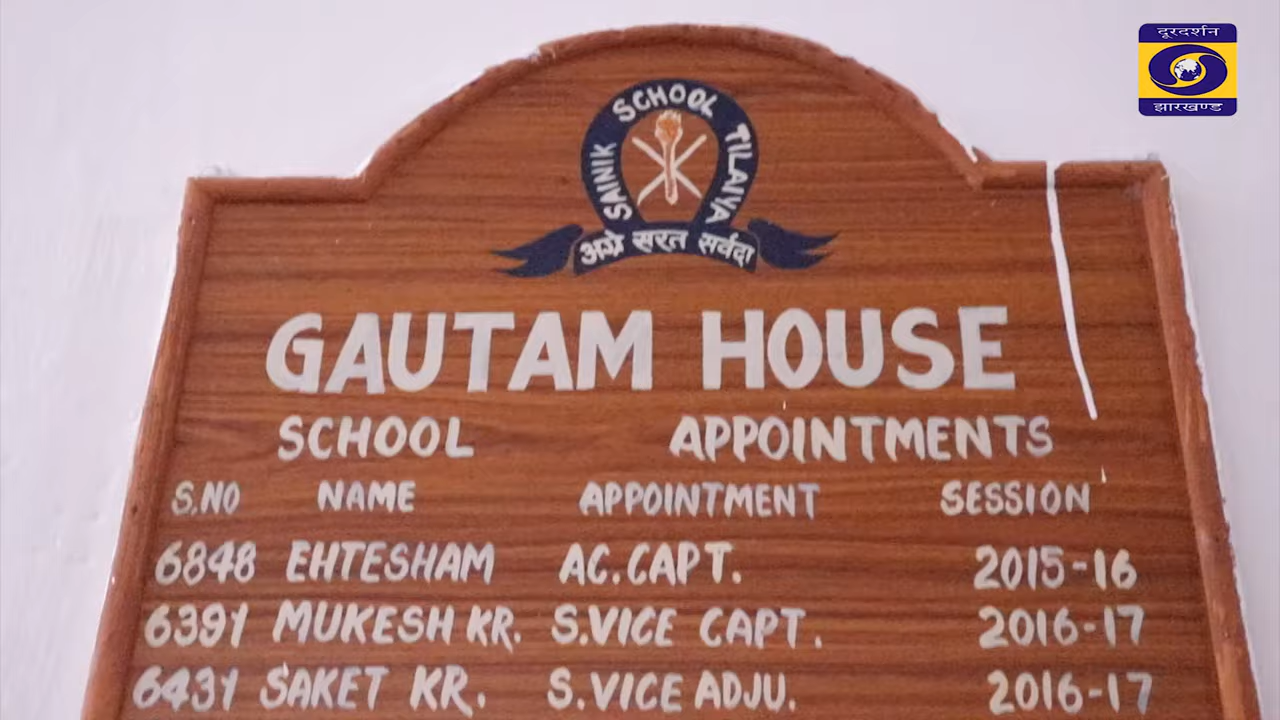 दूरदर्शन
झारखण्ड
SAINIK SCHOOL TILAIYA
अग्रे सरत सर्वदा
GAUTAM HOUSE
SCHOOL APPOINTMENTS
S.NO NAME APPOINTMENT SESSION
6848 EHTESHAM AC.CAPT. 2015-16
6391 MUKESH KR. S.VICE CAPT. 2016-17
6431 SAKET KR. S.VICE ADJU. 2016-17